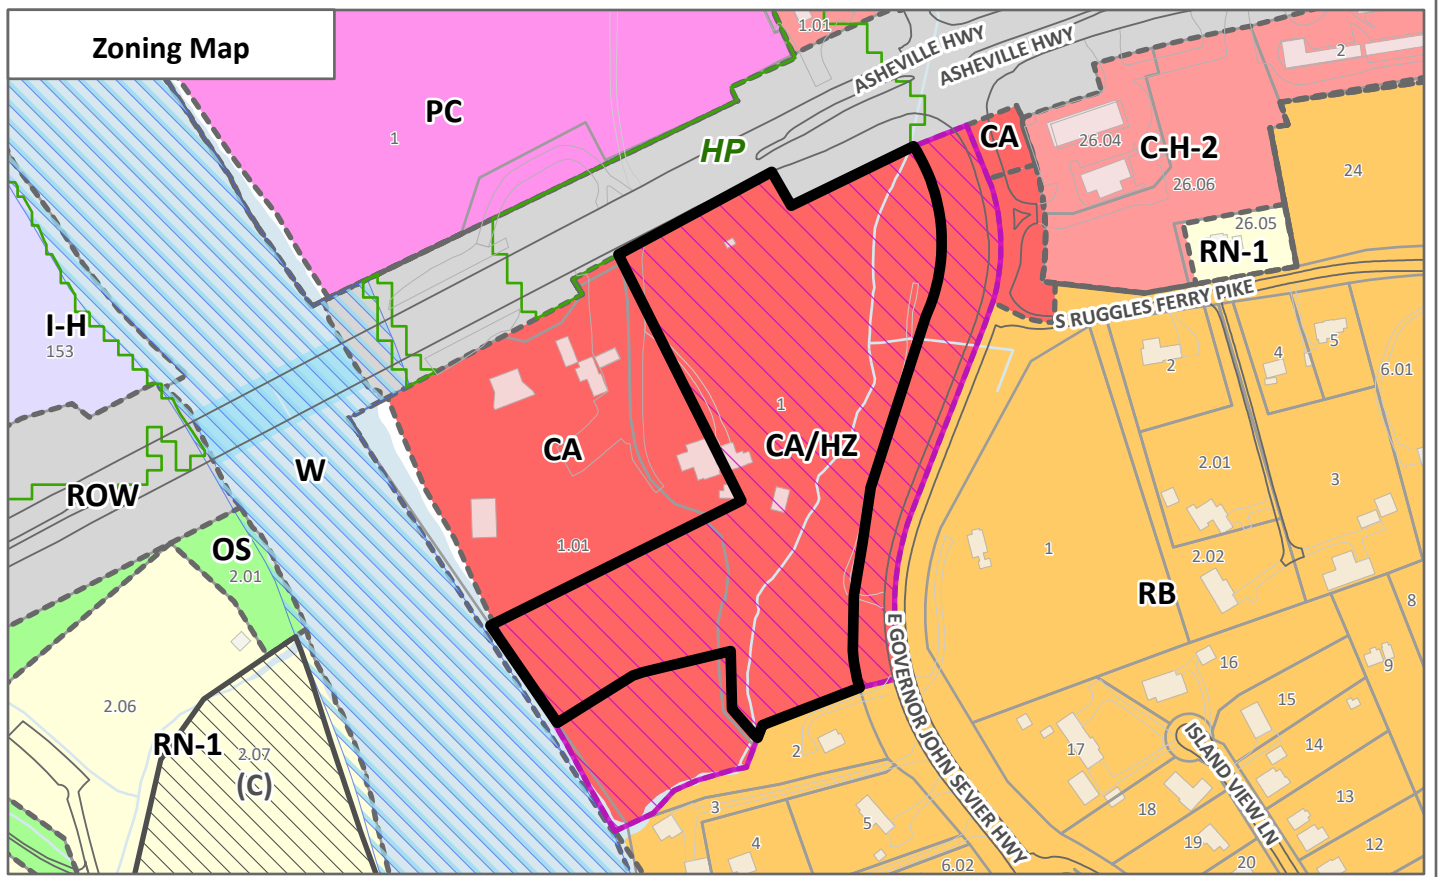 Zoning Map
1.01
ASHEVILLE HWY
ASHEVILLE HWY
2
PC
1
HP
CA
26.04
C-H-2
26.06
24
26.05
RN-1
S RUGGLES FERRY PIKE
I-H
153
2
4
5
6.01
1
CA/HZ
CA
W
ROW
2.01
3
OS
2.01
1.01
1
2.02
RB
8
E GOVERNOR JOHN SEVIER HWY
16
9
15
2.06
RN-1
2.07
(C)
2
17
ISLAND VIEW LN
14
3
18
13
5
4
19
12
20
6.02